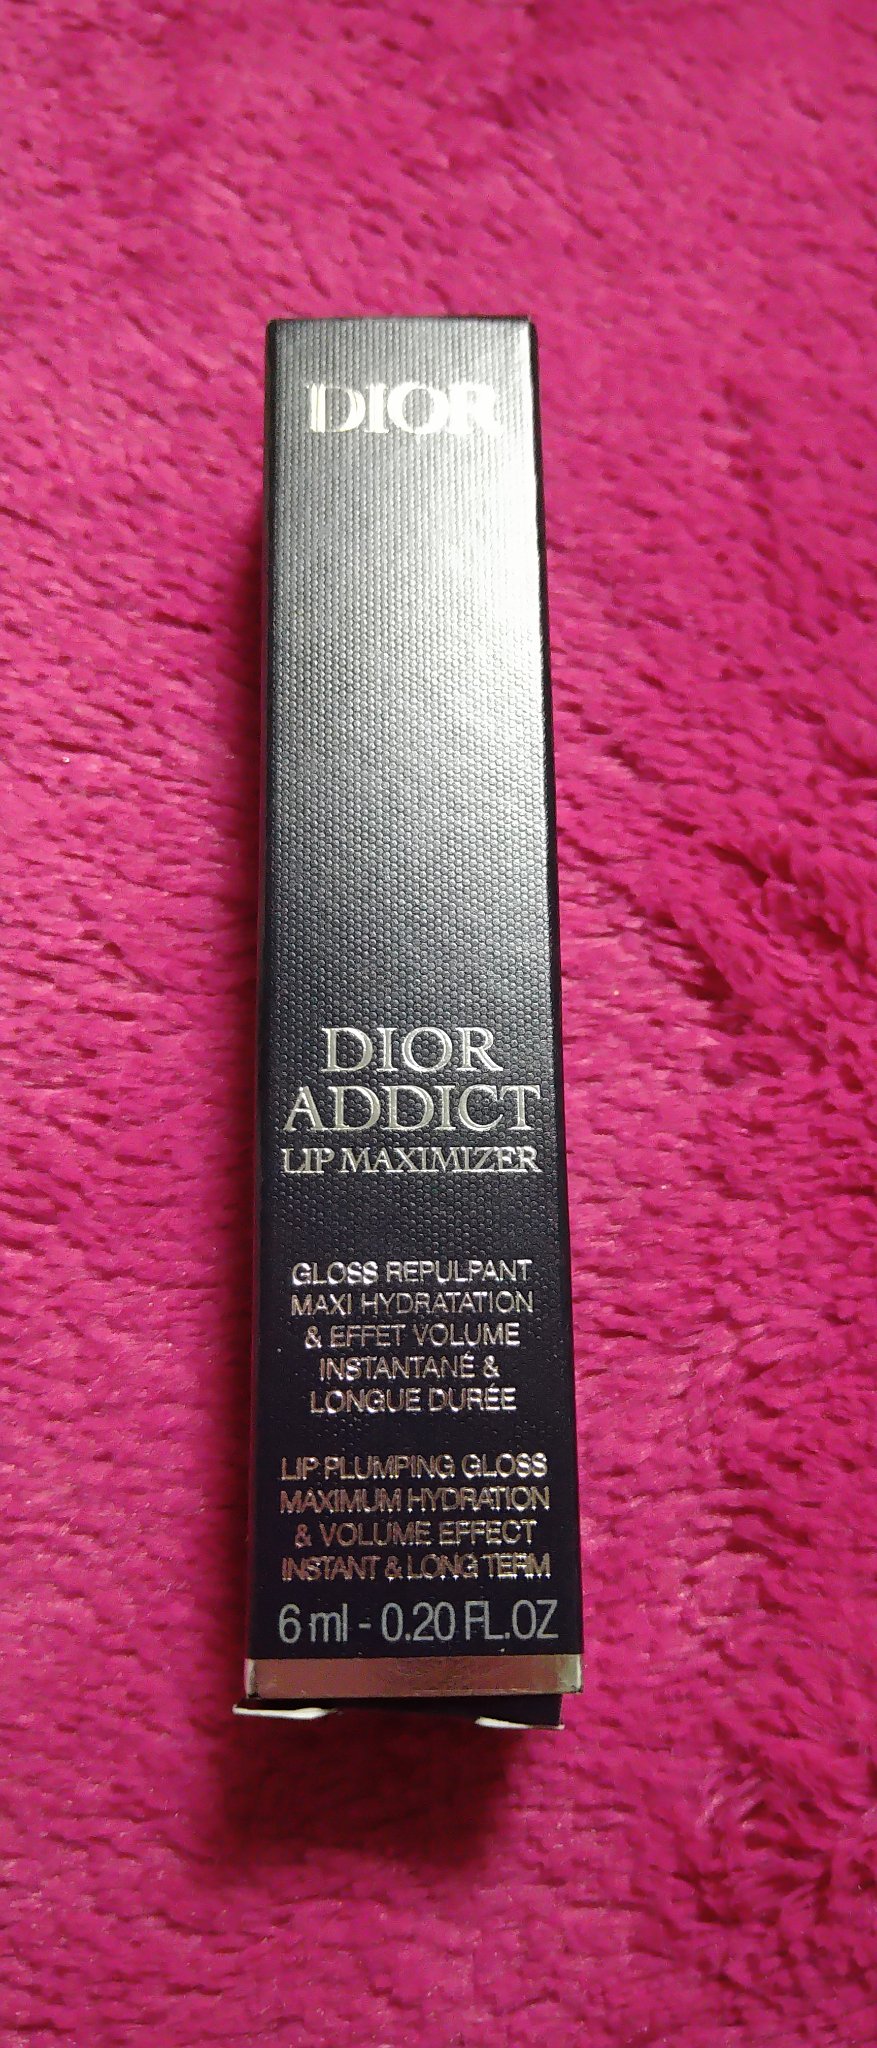 DIOR
DIOR
ADDICT
LIP MAXIMIZER
GLOSS REPULPANT
MAXI HYDRATATION
& EFFET VOLUME
INSTANTANÉ &
LONGUE DURÉE
LIP PLUMPING GLOSS
MAXIMUM HYDRATION
& VOLUME EFFECT
INSTANT & LONG TERM
6 ml - 0.20 FL.OZ